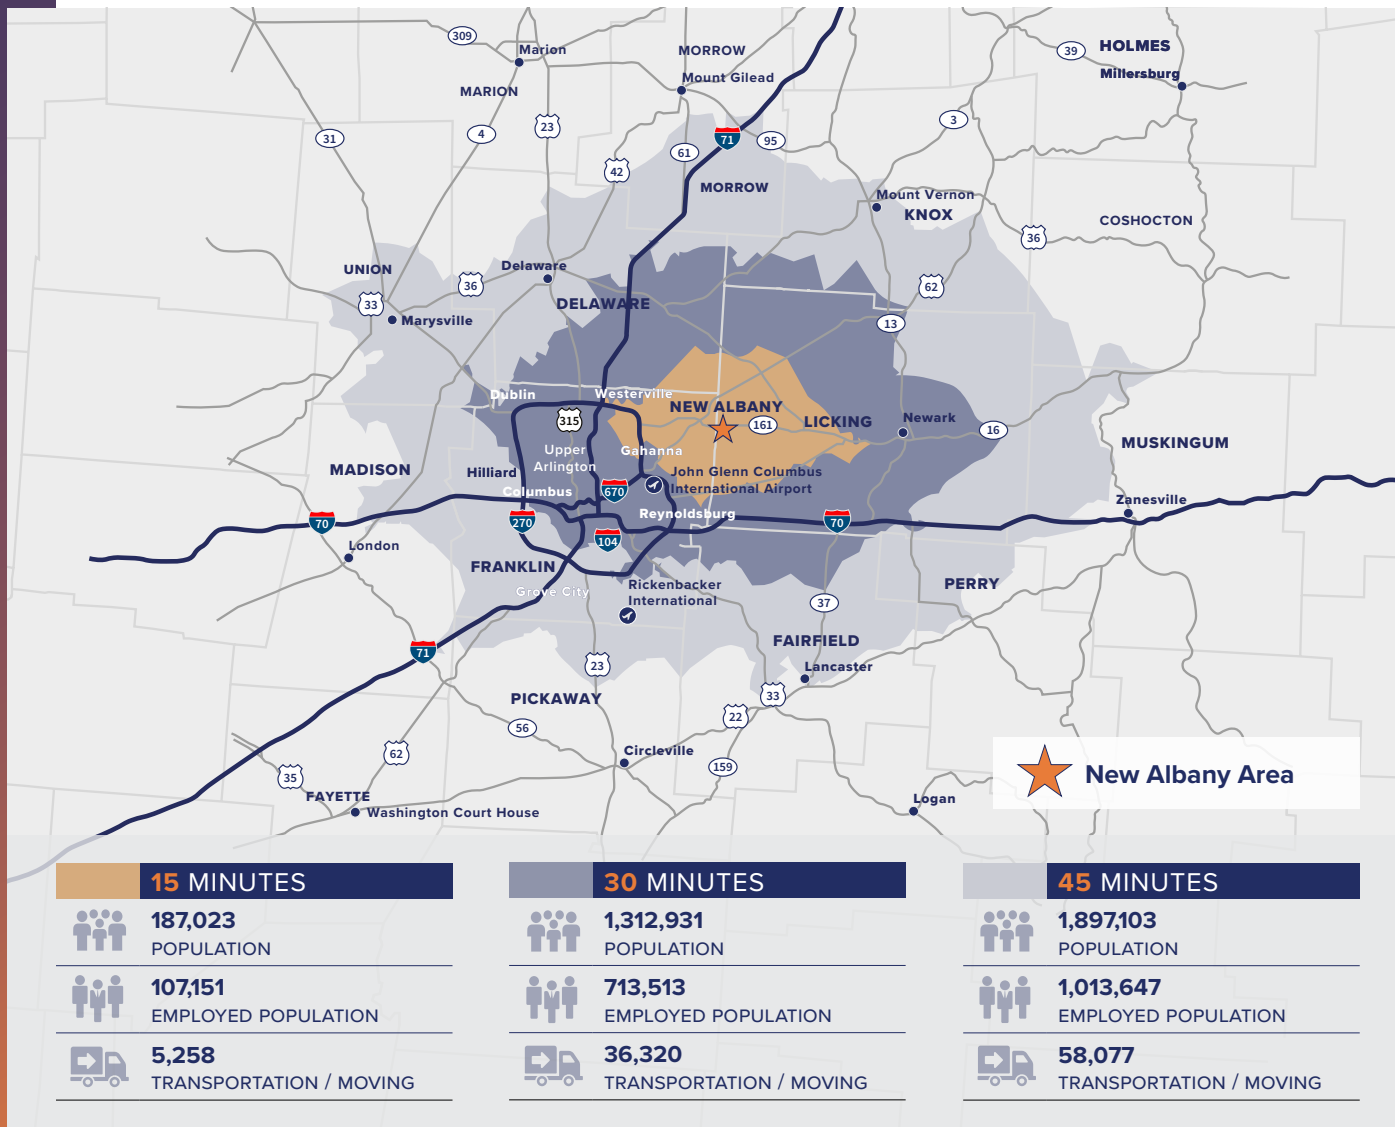 309
Marion
MORROW
39
HOLMES
Millersburg
Mount Gilead
MARION
31
4
23
71
95
3
61
42
MORROW
Mount Vernon
KNOX
COSHOCTON
36
UNION
Delaware
36
62
33
DELAWARE
Marysville
13
Dublin
Westerville
NEW ALBANY
315
161
LICKING
Newark
16
MUSKINGUM
Upper
Arlington
Gahanna
MADISON
Hilliard
John Glenn Columbus
International Airport
Columbus
670
Reynoldsburg
Zanesville
70
270
70
104
London
FRANKLIN
Rickenbacker
International
PERRY
Grove City
37
71
FAIRFIELD
23
Lancaster
PICKAWAY
33
22
56
Circleville
62
159
35
New Albany Area
FAYETTE
Washington Court House
Logan
15 MINUTES
187,023
POPULATION
107,151
EMPLOYED POPULATION
5,258
TRANSPORTATION / MOVING
30 MINUTES
1,312,931
POPULATION
713,513
EMPLOYED POPULATION
36,320
TRANSPORTATION / MOVING
45 MINUTES
1,897,103
POPULATION
1,013,647
EMPLOYED POPULATION
58,077
TRANSPORTATION / MOVING